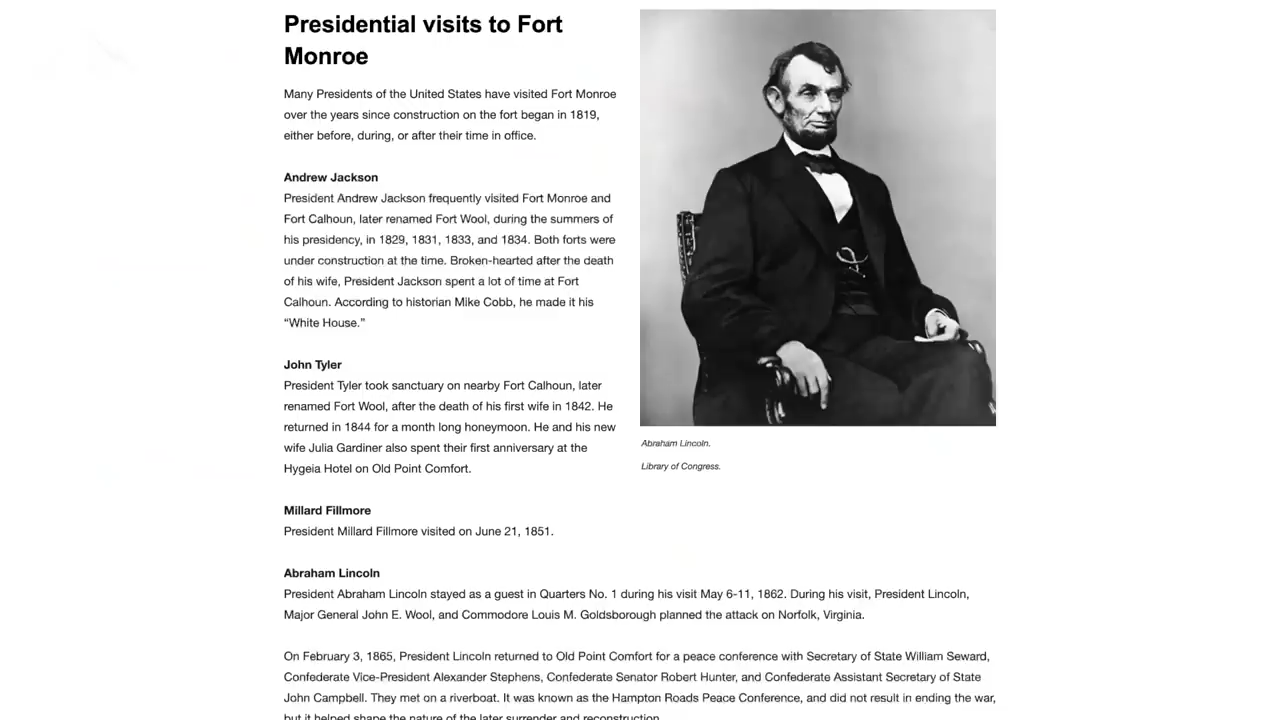 Presidential visits to Fort
Monroe
Many Presidents of the United States have visited Fort Monroe
over the years since construction on the fort began in 1819,
either before, during, or after their time in office.
Andrew Jackson
President Andrew Jackson frequently visited Fort Monroe and
Fort Calhoun, later renamed Fort Wool, during the summers of
his presidency, in 1829, 1831, 1833, and 1834. Both forts were
under construction at the time. Broken-hearted after the death
of his wife, President Jackson spent a lot of time at Fort
Calhoun. According to historian Mike Cobb, he made it his
“White House.”
John Tyler
President Tyler took sanctuary on nearby Fort Calhoun, later
renamed Fort Wool, after the death of his first wife in 1842. He
returned in 1844 for a month long honeymoon. He and his new
wife Julia Gardiner also spent their first anniversary at the
Hygeia Hotel on Old Point Comfort.
Abraham Lincoln.
Library of Congress.
Millard Fillmore
President Millard Fillmore visited on June 21, 1851.
Abraham Lincoln
President Abraham Lincoln stayed as a guest in Quarters No. 1 during his visit May 6-11, 1862. During his visit, President Lincoln,
Major General John E. Wool, and Commodore Louis M. Goldsborough planned the attack on Norfolk, Virginia.
On February 3, 1865, President Lincoln returned to Old Point Comfort for a peace conference with Secretary of State William Seward,
Confederate Vice-President Alexander Stephens, Confederate Senator Robert Hunter, and Confederate Assistant Secretary of State
John Campbell. They met on a riverboat. It was known as the Hampton Roads Peace Conference, and did not result in ending the war,
but it helped shape the nature of the later surrender and reconstruction.